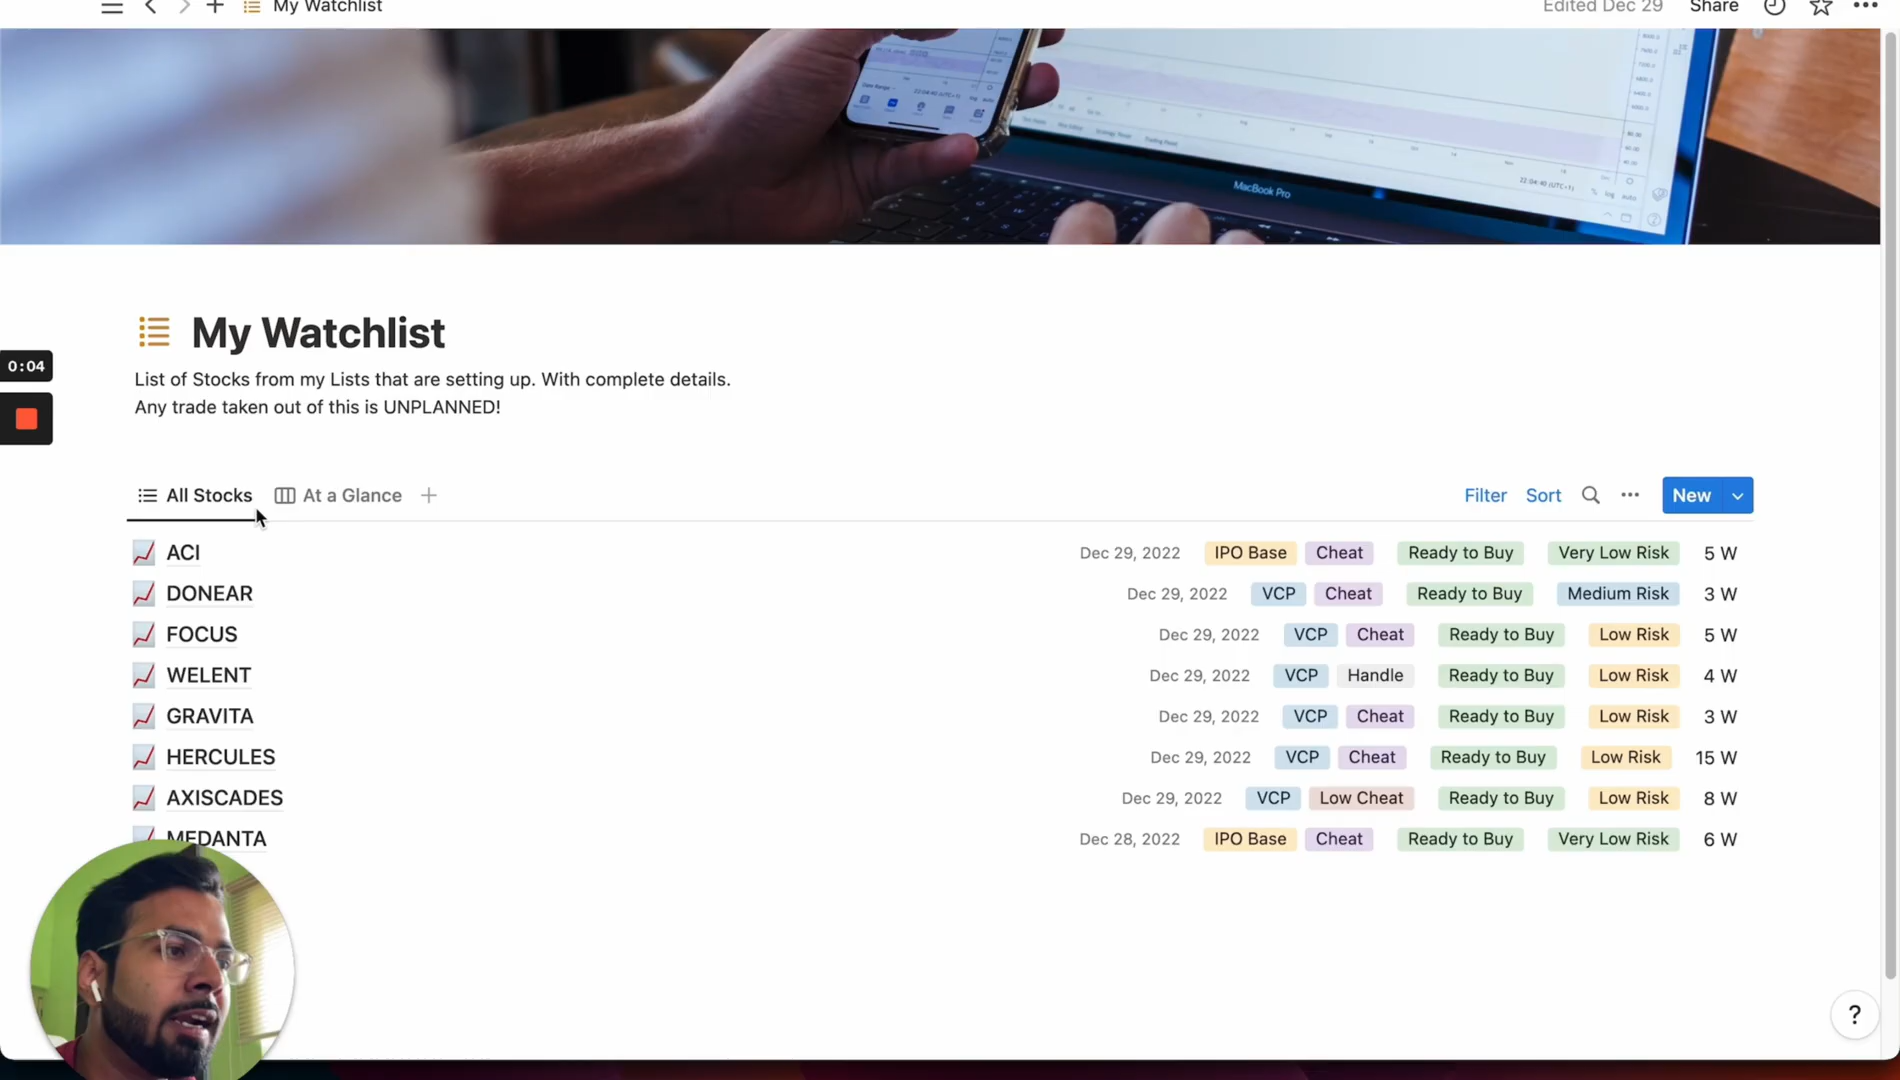 My Watchlist
Edited Dec 29 Share
MacBook Pro
My Watchlist
List of Stocks from my Lists that are setting up. With complete details.
Any trade taken out of this is UNPLANNED!
0:04
All Stocks At a Glance
Filter Sort New
ACI Dec 29, 2022 IPO Base Cheat Ready to Buy Very Low Risk 5 W
DONEAR Dec 29, 2022 VCP Cheat Ready to Buy Medium Risk 3 W
FOCUS Dec 29, 2022 VCP Cheat Ready to Buy Low Risk 5 W
WELENT Dec 29, 2022 VCP Handle Ready to Buy Low Risk 4 W
GRAVITA Dec 29, 2022 VCP Cheat Ready to Buy Low Risk 3 W
HERCULES Dec 29, 2022 VCP Cheat Ready to Buy Low Risk 15 W
AXISCADES Dec 29, 2022 VCP Low Cheat Ready to Buy Low Risk 8 W
MEDANTA Dec 28, 2022 IPO Base Cheat Ready to Buy Very Low Risk 6 W
?